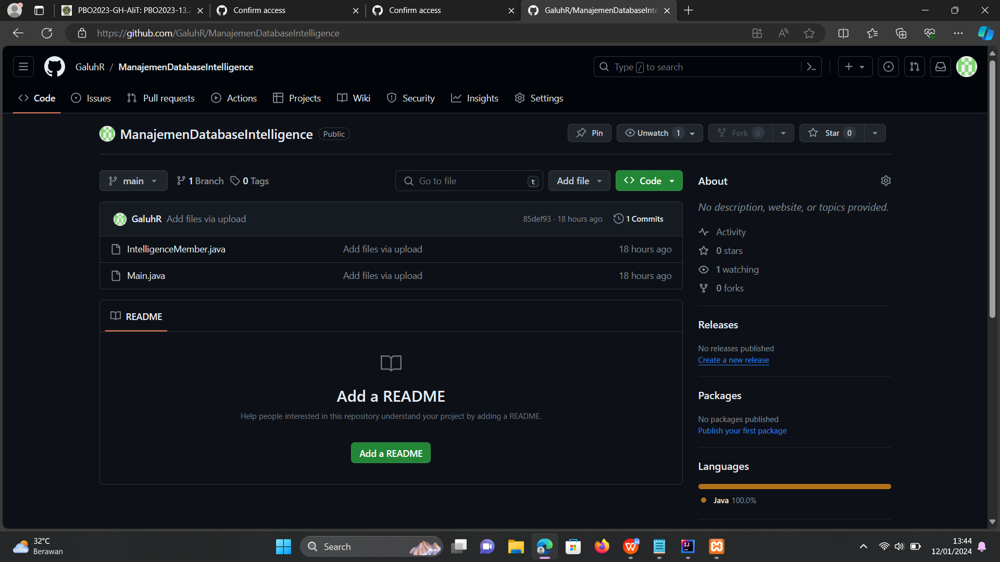 PBO2023-GH-AliT: PBO2023-13.2
Confirm access
Confirm access
GaluhR/ManajemenDatabaseInte
https://github.com/GaluhR/ManajemenDatabaseIntelligence
GaluhR / ManajemenDatabaseIntelligence
Type / to search
Code
Issues
Pull requests
Actions
Projects
Wiki
Security
Insights
Settings
ManajemenDatabaseIntelligence Public
Pin
Unwatch 1
Fork 0
Star 0
main
1 Branch
0 Tags
Go to file t
Add file
Code
GaluhR Add files via upload 85def93 · 18 hours ago 1 Commits
IntelligenceMember.java Add files via upload 18 hours ago
Main.java Add files via upload 18 hours ago
README
Add a README
Help people interested in this repository understand your project by adding a README.
Add a README
About
No description, website, or topics provided.
Activity
0 stars
1 watching
0 forks
Releases
No releases published
Create a new release
Packages
No packages published
Publish your first package
Languages
Java 100.0%
32°C
Berawan
Search
13:44
12/01/2024